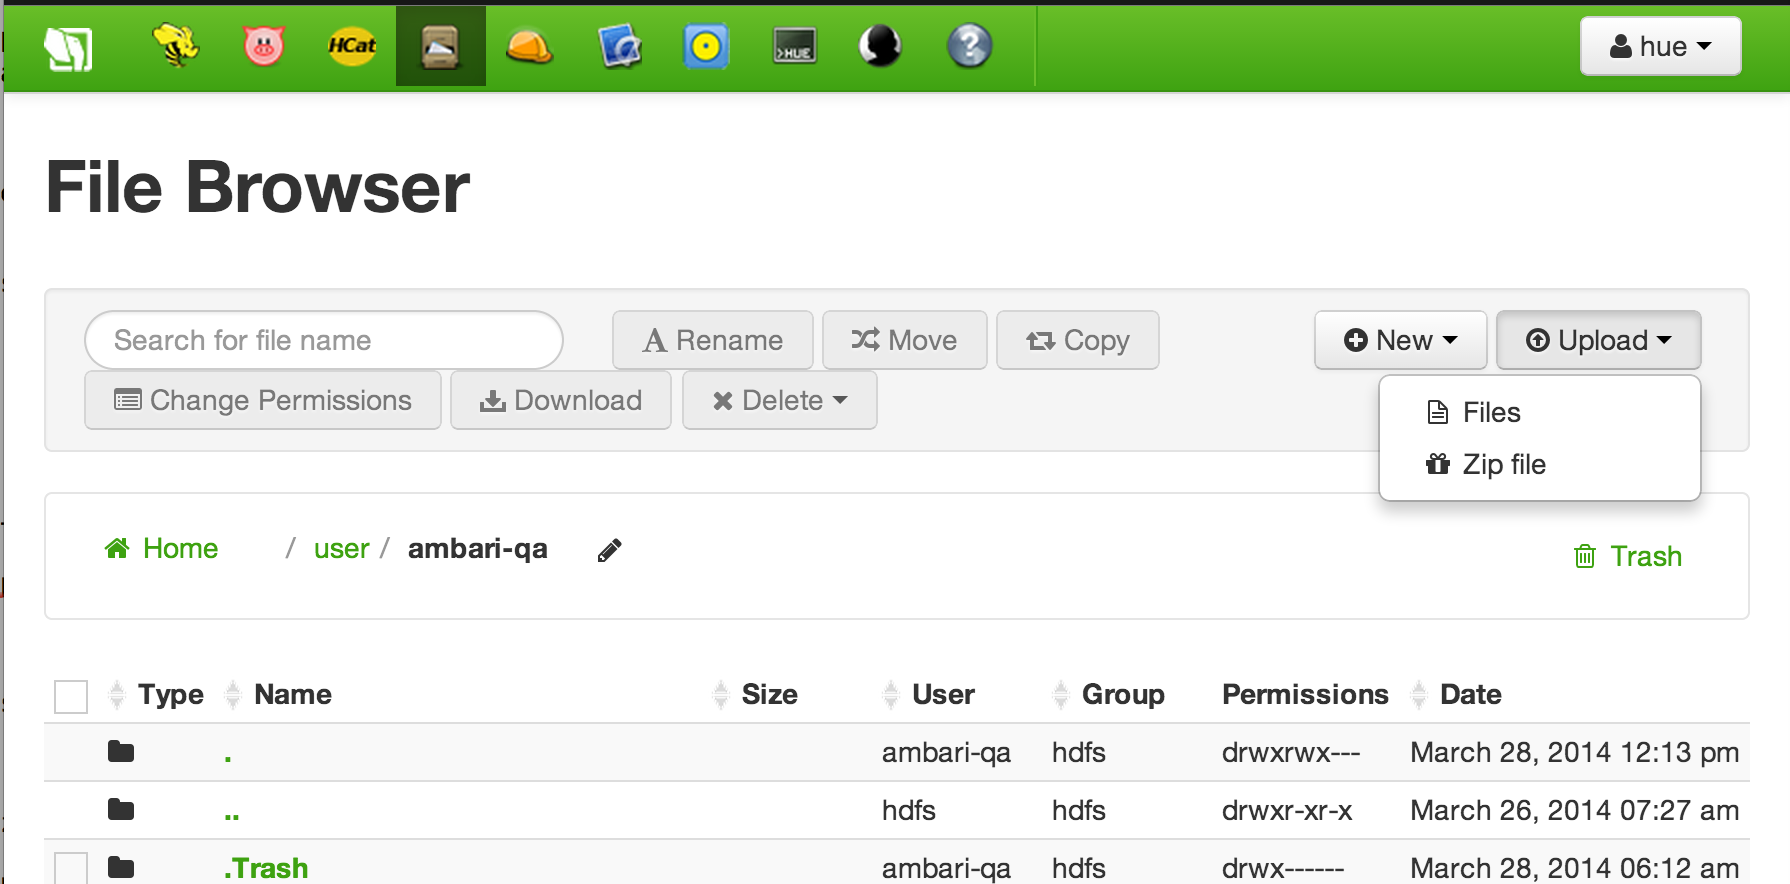 HCat
>HUE
?
hue
File Browser
Search for file name
Rename
Move
Copy
New
Upload
Change Permissions
Download
Delete
Files
Zip file
Home / user / ambari-qa
Trash
Type Name Size User Group Permissions Date
. ambari-qa hdfs drwxrwx--- March 28, 2014 12:13 pm
.. hdfs hdfs drwxr-xr-x March 26, 2014 07:27 am
.Trash ambari-qa hdfs drwx------ March 28, 2014 06:12 am